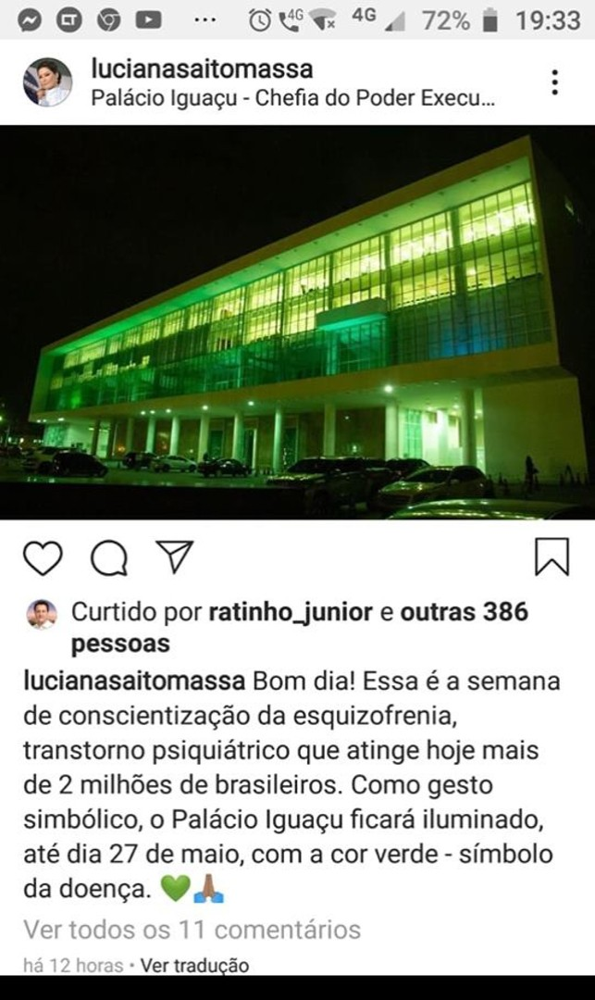 4G 4G 72% 19:33
lucianasaitomassa
Palácio Iguaçu - Chefia do Poder Execu...
Curtido por ratinho_junior e outras 386
pessoas
lucianasaitomassa Bom dia! Essa é a semana
de conscientização da esquizofrenia,
transtorno psiquiátrico que atinge hoje mais
de 2 milhões de brasileiros. Como gesto
simbólico, o Palácio Iguaçu ficará iluminado,
até dia 27 de maio, com a cor verde - símbolo
da doença. 💚🙏🏽
Ver todos os 11 comentários
há 12 horas • Ver tradução